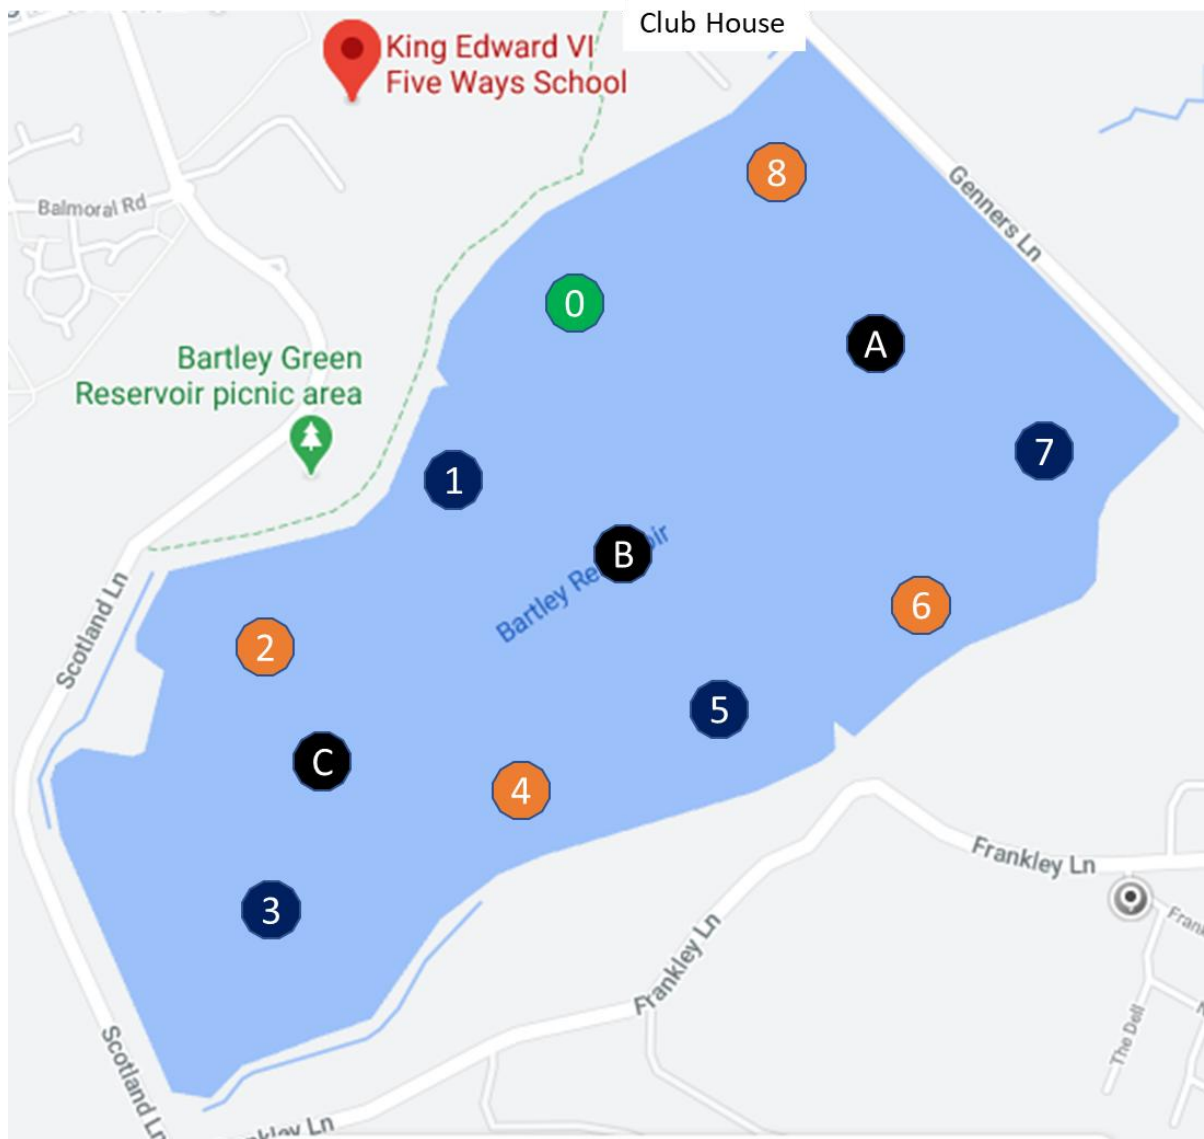 Club House
King Edward VI
Five Ways School
8
Genners Ln
Balmoral Rd
0
A
Bartley Green
Reservoir picnic area
7
1
B
Bartley
6
2
Scotland Ln
5
C
4
Frankley Ln
3
Frankley Ln
The Dell
Scotland Ln
Ln